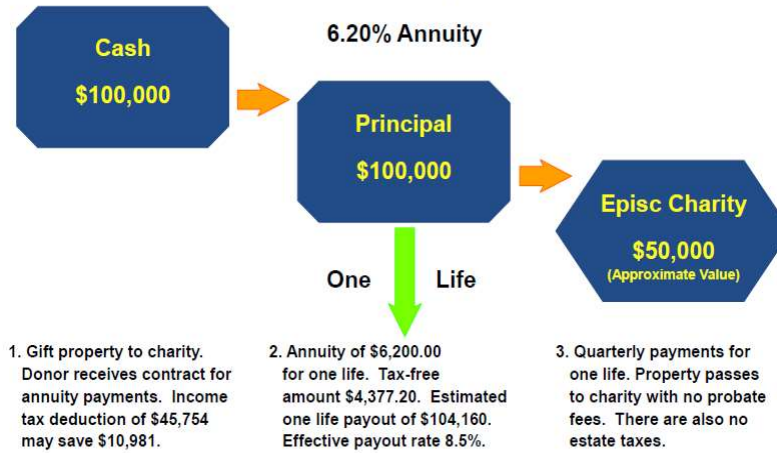 6.20% Annuity
Cash
$100,000
Principal
$100,000
Episc Charity
$50,000
(Approximate Value)
One Life
1. Gift property to charity.
Donor receives contract for
annuity payments. Income
tax deduction of $45,754
may save $10,981.
2. Annuity of $6,200.00
for one life. Tax-free
amount $4,377.20. Estimated
one life payout of $104,160.
Effective payout rate 8.5%.
3. Quarterly payments for
one life. Property passes
to charity with no probate
fees. There are also no
estate taxes.